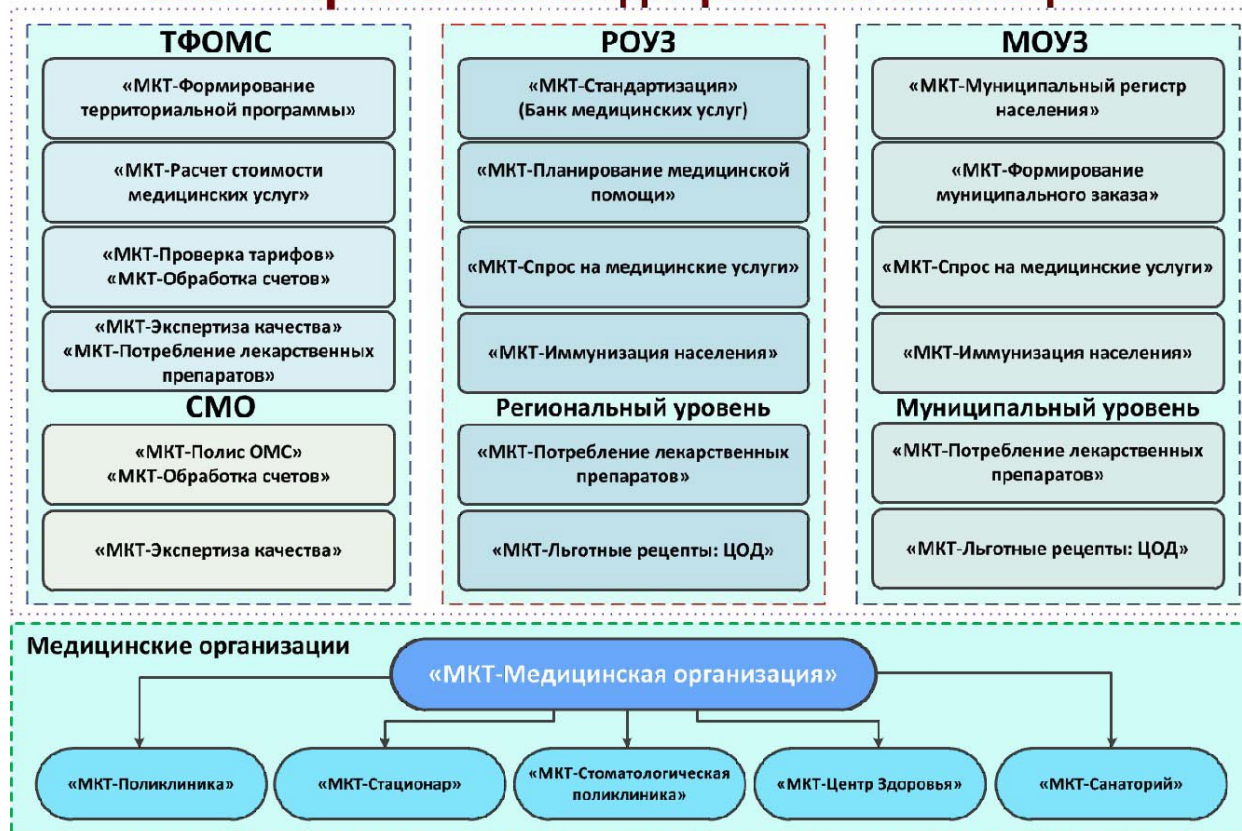 ТФОМС
«МКТ-Формирование
территориальной программы»
«МКТ-Расчет стоимости
медицинских услуг»
«МКТ-Проверка тарифов»
«МКТ-Обработка счетов»
«МКТ-Экспертиза качества»
«МКТ-Потребление лекарственных
препаратов»
СМО
«МКТ-Полис ОМС»
«МКТ-Обработка счетов»
«МКТ-Экспертиза качества»
РОУЗ
«МКТ-Стандартизация»
(Банк медицинских услуг)
«МКТ-Планирование медицинской
помощи»
«МКТ-Спрос на медицинские услуги»
«МКТ-Иммунизация населения»
Региональный уровень
«МКТ-Потребление лекарственных
препаратов»
«МКТ-Льготные рецепты: ЦОД»
МОУЗ
«МКТ-Муниципальный регистр
населения»
«МКТ-Формирование
муниципального заказа»
«МКТ-Спрос на медицинские услуги»
«МКТ-Иммунизация населения»
Муниципальный уровень
«МКТ-Потребление лекарственных
препаратов»
«МКТ-Льготные рецепты: ЦОД»
Медицинские организации
«МКТ-Медицинская организация»
«МКТ-Поликлиника»
«МКТ-Стационар»
«МКТ-Стоматологическая
поликлиника»
«МКТ-Центр Здоровья»
«МКТ-Санаторий»